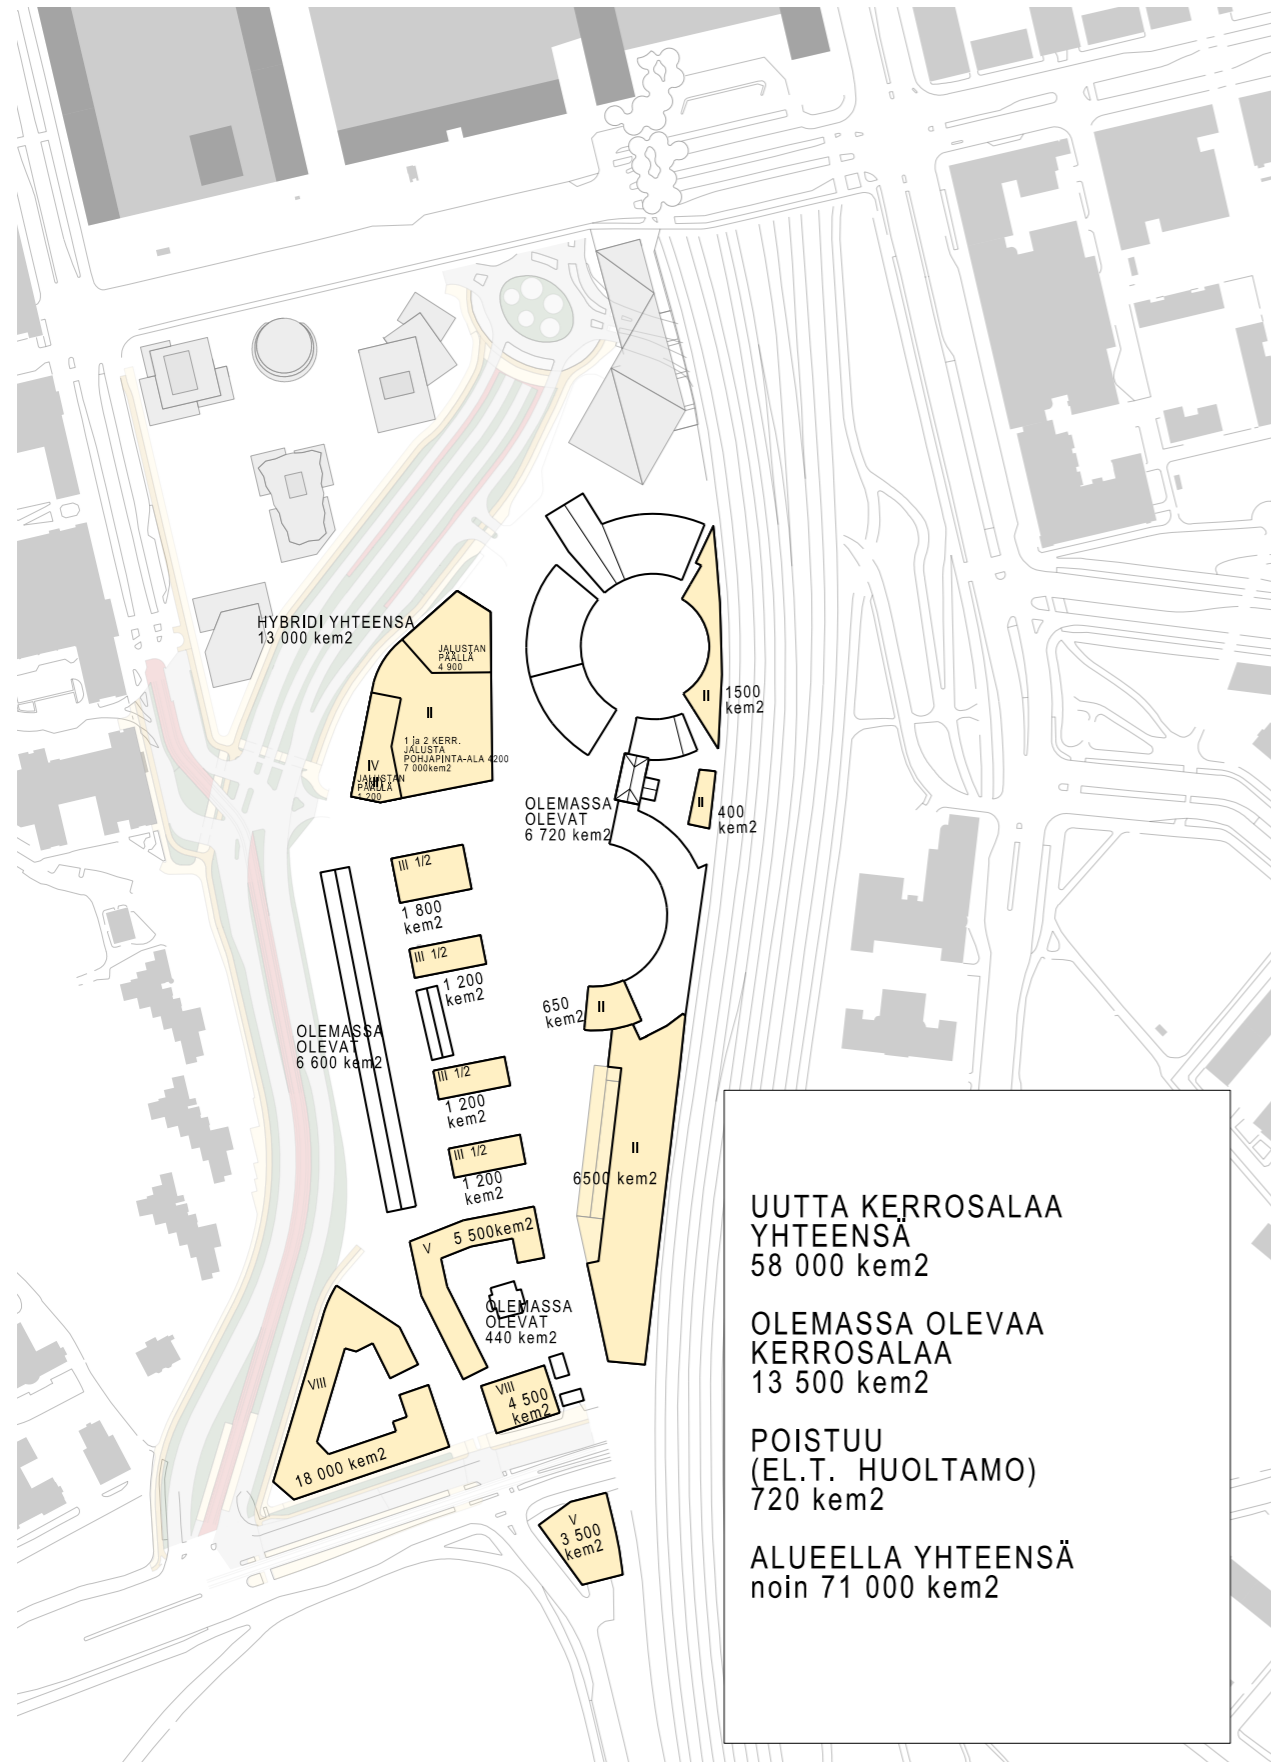 HYBRIDI YHTEENSA
13 000 kem2
JALUSTAN
PÄÄLLÄ
4 900
II
1 ja 2 KERR.
JALUSTA
POHJAPINTA-ALA 4200
7 000kem2
IV
JALUSTAN
PÄÄLLÄ
1 200
II
1500
kem2
OLEMASSA
OLEVAT
6 720 kem2
II
400
kem2
III 1/2
1 800
kem2
III 1/2
1 200
kem2
OLEMASSA
OLEVAT
6 600 kem2
650
kem2
II
III 1/2
1 200
kem2
III 1/2
1 200
kem2
II
6500 kem2
V
5 500kem2
OLEMASSA
OLEVAT
440 kem2
VIII
18 000 kem2
VIII
4 500
kem2
V
3 500
kem2
UUTTA KERROSALAA
YHTEENSÄ
58 000 kem2
OLEMASSA OLEVAA
KERROSALAA
13 500 kem2
POISTUU
(EL.T. HUOLTAMO)
720 kem2
ALUEELLA YHTEENSÄ
noin 71 000 kem2